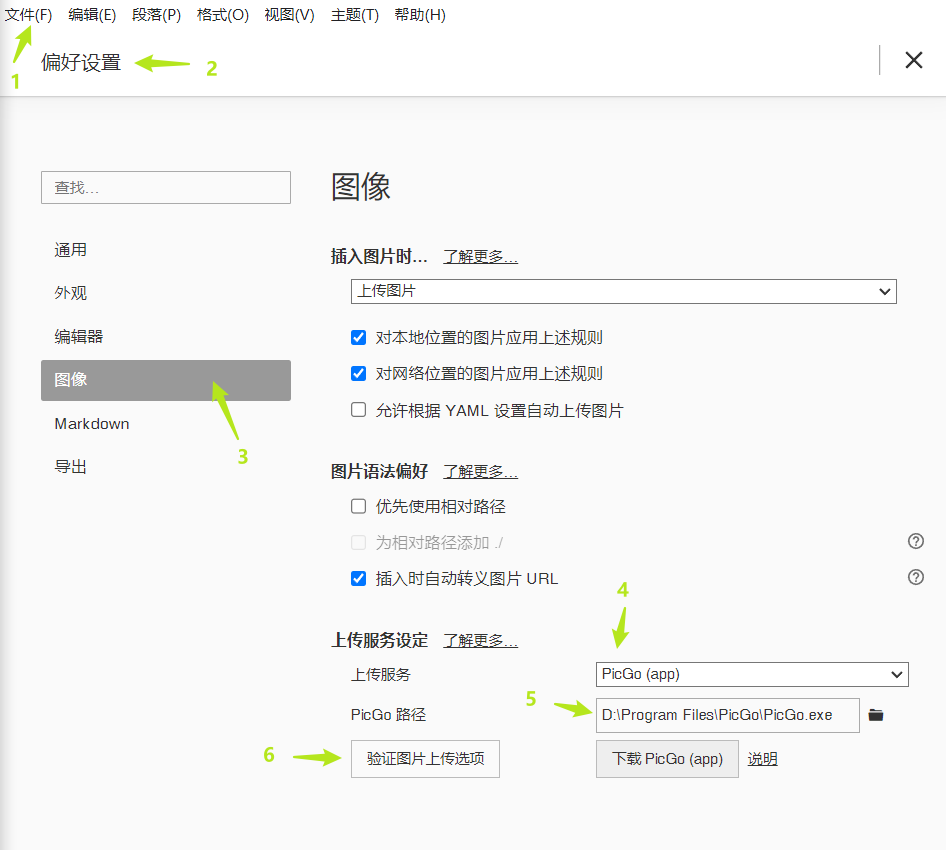 文件(F) 编辑(E) 段落(P) 格式(O) 视图(V) 主题(T) 帮助(H)
1
偏好设置
2
查找...
通用
外观
编辑器
图像
3
Markdown
导出
图像
插入图片时... 了解更多...
上传图片
对本地位置的图片应用上述规则
对网络位置的图片应用上述规则
允许根据 YAML 设置自动上传图片
图片语法偏好 了解更多...
优先使用相对路径
为相对路径添加 ./
插入时自动转义图片 URL
4
上传服务设定 了解更多...
上传服务 PicGo (app)
5
PicGo 路径 D:\Program Files\PicGo\PicGo.exe
6 验证图片上传选项 下载 PicGo (app) 说明